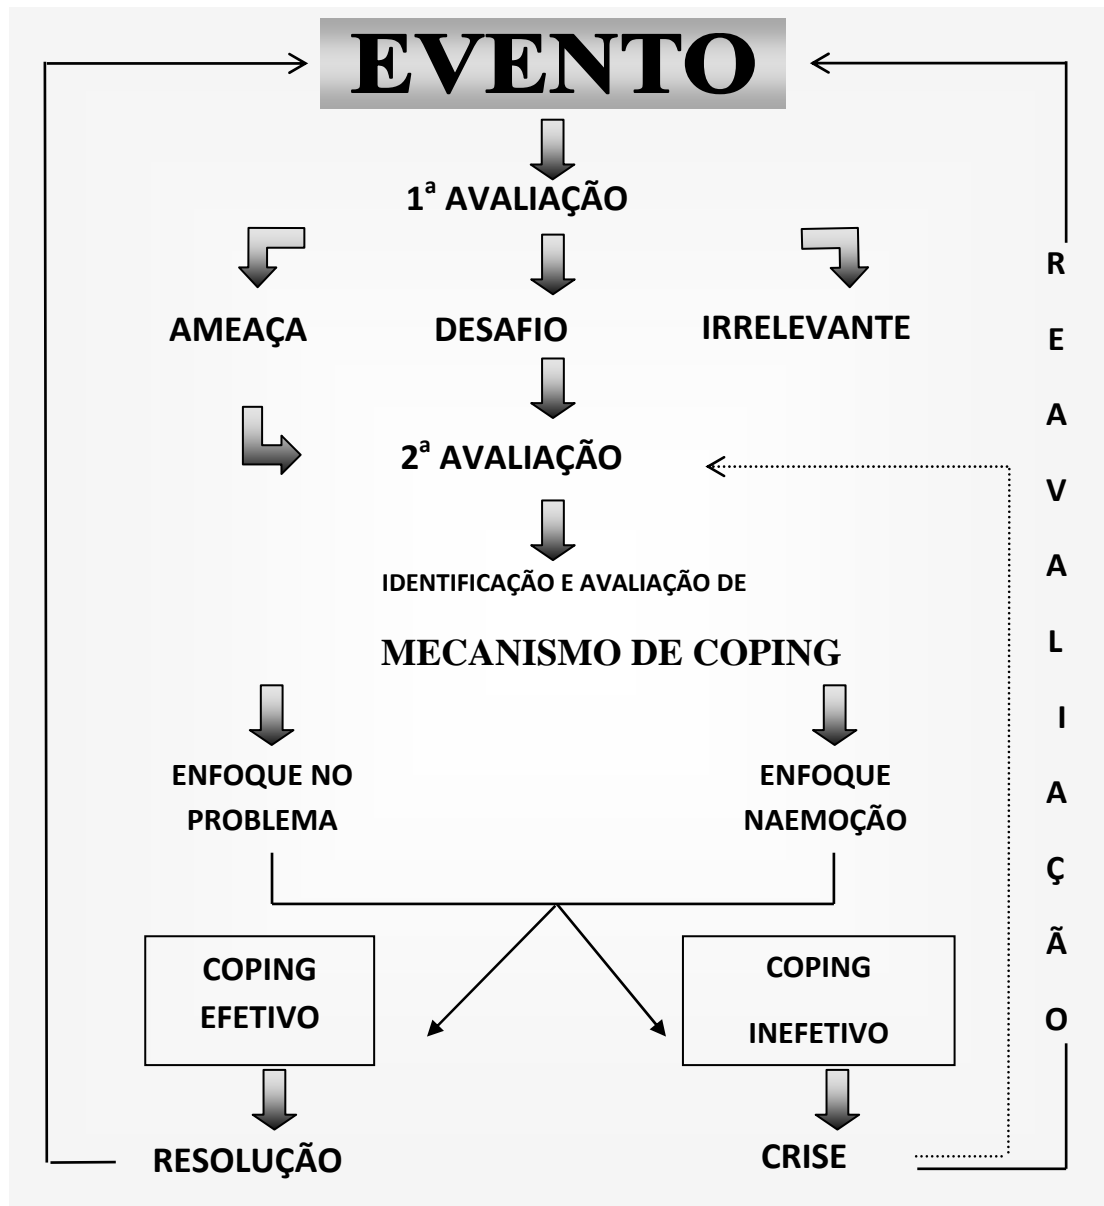 EVENTO
1ª AVALIAÇÃO
AMEAÇA
DESAFIO
IRRELEVANTE
2ª AVALIAÇÃO
IDENTIFICAÇÃO E AVALIAÇÃO DE
MECANISMO DE COPING
ENFOQUE NO
PROBLEMA
ENFOQUE
NAEMOÇÃO
COPING
EFETIVO
COPING
INEFETIVO
RESOLUÇÃO
CRISE
R
E
A
V
A
L
I
A
Ç
Ã
O